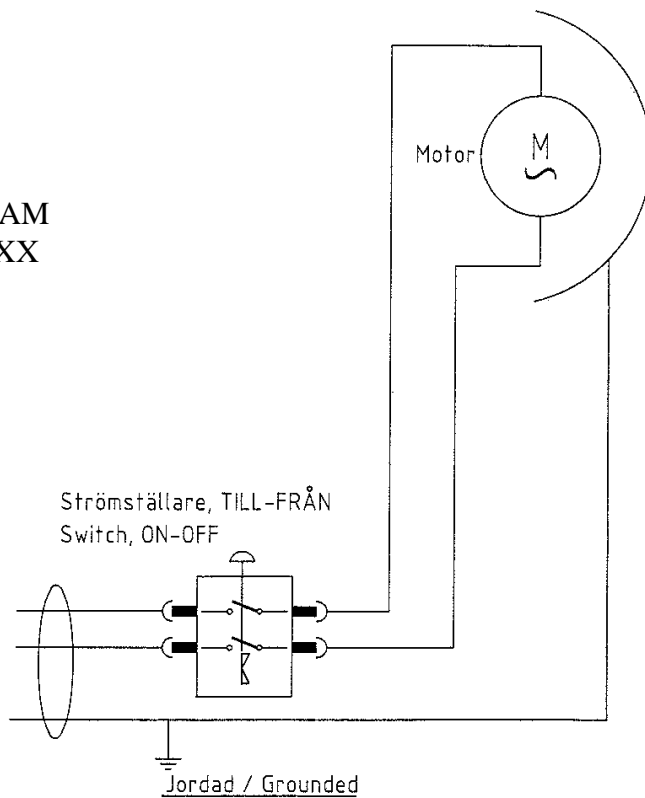 Motor
M
AM
XX
Strömställare, TILL-FRÅN
Switch, ON-OFF
Jordad / Grounded